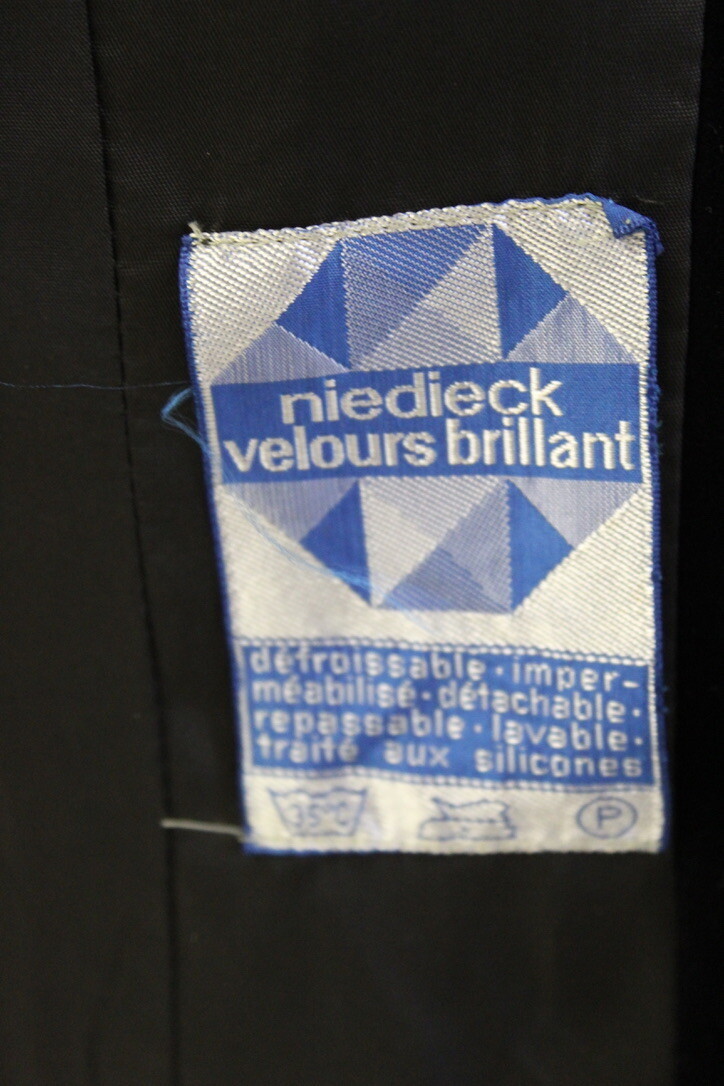 niedieck
velours brillant
défroissable · imper-
méabilisé · détachable ·
repassable · lavable ·
traité aux silicones
35°C
P